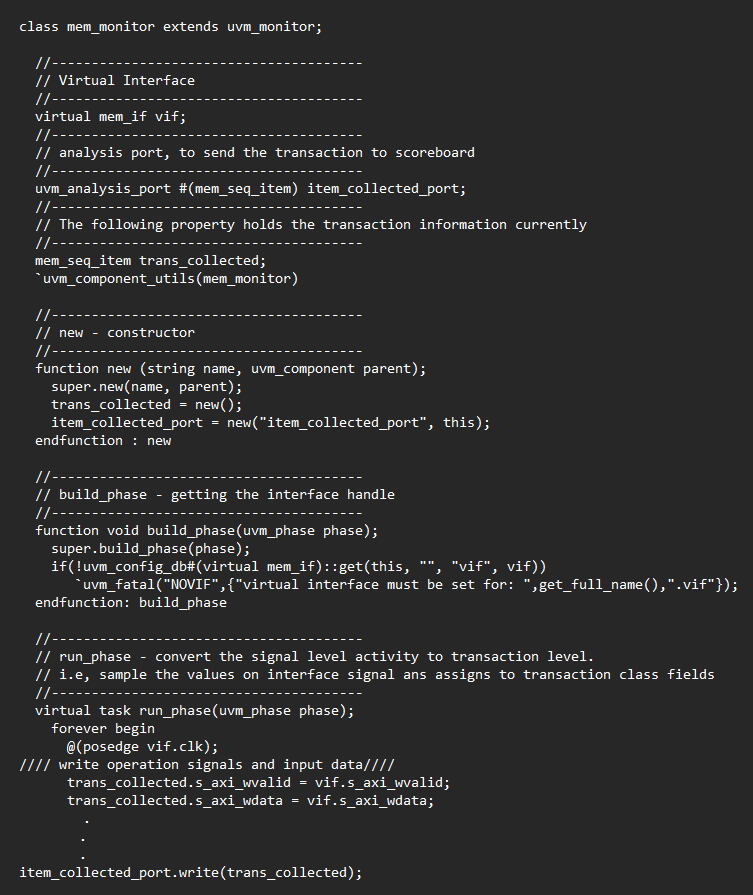 class mem_monitor extends uvm_monitor;
//---------------------------------------
// Virtual Interface
//---------------------------------------
virtual mem_if vif;
//---------------------------------------
// analysis port, to send the transaction to scoreboard
//---------------------------------------
uvm_analysis_port #(mem_seq_item) item_collected_port;
//---------------------------------------
// The following property holds the transaction information currently
//---------------------------------------
mem_seq_item trans_collected;
`uvm_component_utils(mem_monitor)
//---------------------------------------
// new - constructor
//---------------------------------------
function new (string name, uvm_component parent);
super.new(name, parent);
trans_collected = new();
item_collected_port = new("item_collected_port", this);
endfunction : new
//---------------------------------------
// build_phase - getting the interface handle
//---------------------------------------
function void build_phase(uvm_phase phase);
super.build_phase(phase);
if(!uvm_config_db#(virtual mem_if)::get(this, "", "vif", vif))
`uvm_fatal("NOVIF",{"virtual interface must be set for: ",get_full_name(),".vif"});
endfunction: build_phase
//---------------------------------------
// run_phase - convert the signal level activity to transaction level.
// i.e, sample the values on interface signal ans assigns to transaction class fields
//---------------------------------------
virtual task run_phase(uvm_phase phase);
forever begin
@(posedge vif.clk);
//// write operation signals and input data////
trans_collected.s_axi_wvalid = vif.s_axi_wvalid;
trans_collected.s_axi_wdata = vif.s_axi_wdata;
.
.
.
item_collected_port.write(trans_collected);